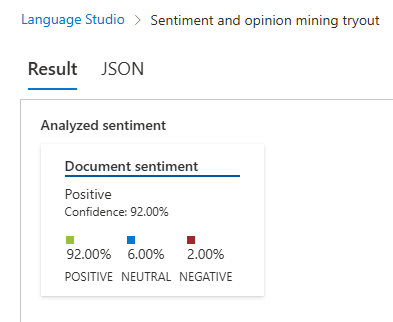 Language Studio > Sentiment and opinion mining tryout
Result JSON
Analyzed sentiment
Document sentiment
Positive
Confidence: 92.00%
92.00% 6.00% 2.00%
POSITIVE NEUTRAL NEGATIVE